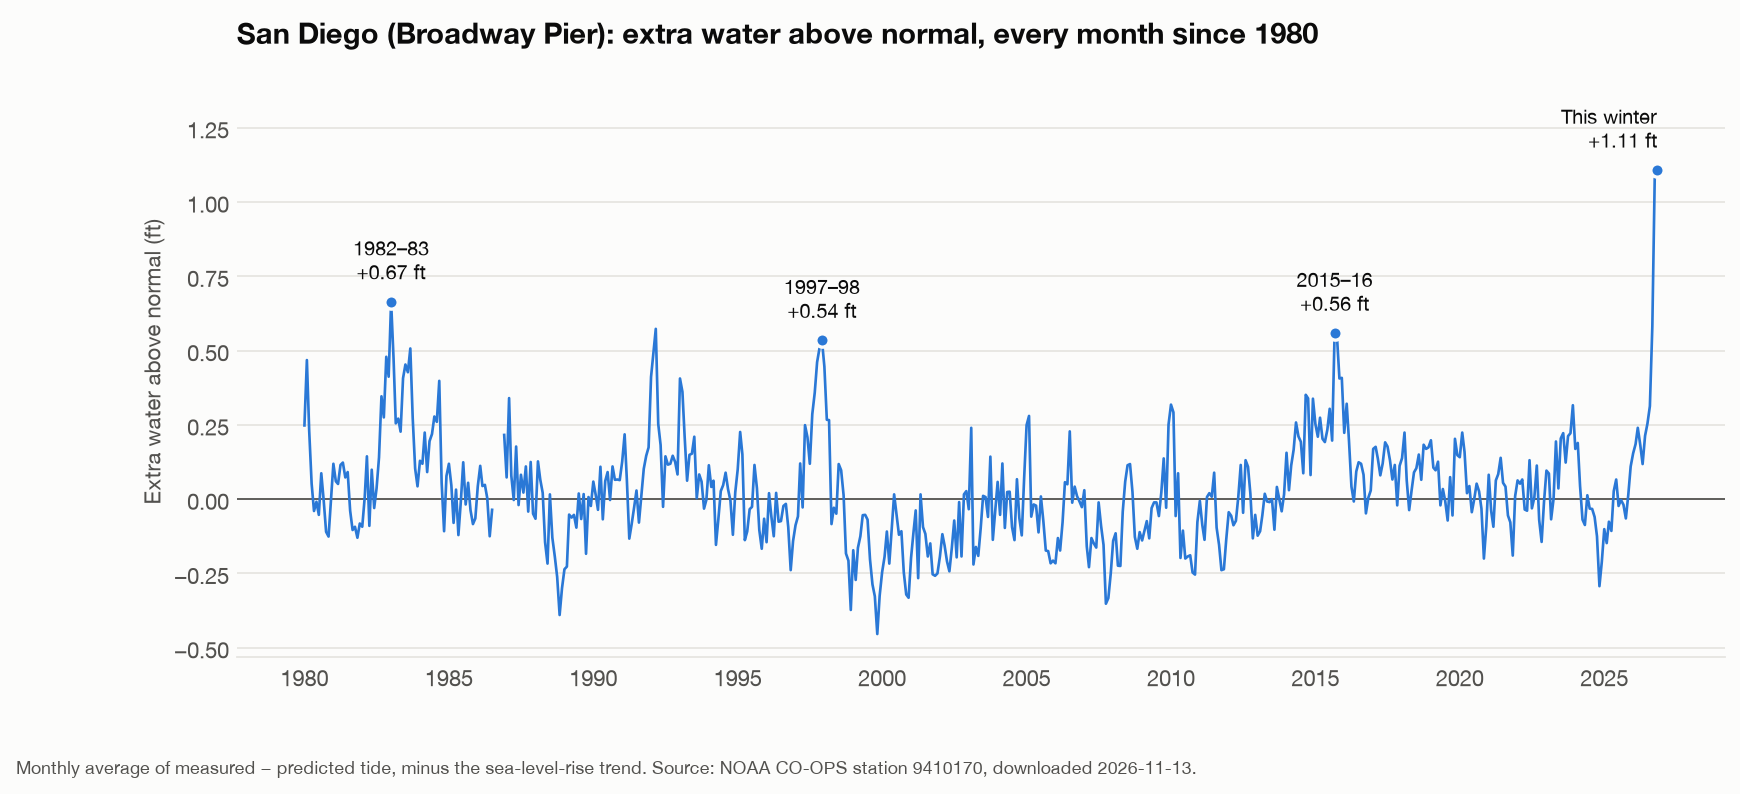 San Diego (Broadway Pier): extra water above normal, every month since 1980
Extra water above normal (ft)
1.25
1.00
0.75
0.50
0.25
0.00
−0.25
−0.50
1982–83
+0.67 ft
1997–98
+0.54 ft
2015–16
+0.56 ft
This winter
+1.11 ft
1980
1985
1990
1995
2000
2005
2010
2015
2020
2025
Monthly average of measured − predicted tide, minus the sea-level-rise trend. Source: NOAA CO-OPS station 9410170, downloaded 2026-11-13.